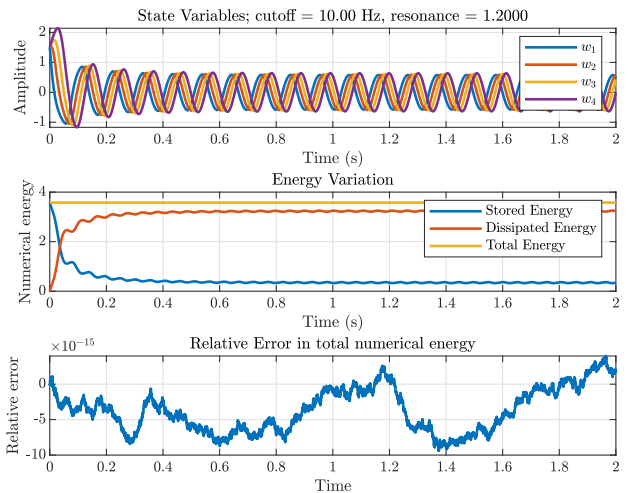 State Variables; cutoff = 10.00 Hz, resonance = 1.2000
Amplitude
2
1
0
-1
w₁
w₂
w₃
w₄
0 0.2 0.4 0.6 0.8 1 1.2 1.4 1.6 1.8 2
Time (s)
Energy Variation
Numerical energy
4
2
0
Stored Energy
Dissipated Energy
Total Energy
0 0.2 0.4 0.6 0.8 1 1.2 1.4 1.6 1.8 2
Time (s)
×10⁻¹⁵
Relative Error in total numerical energy
Relative error
0
-5
-10
0 0.2 0.4 0.6 0.8 1 1.2 1.4 1.6 1.8 2
Time